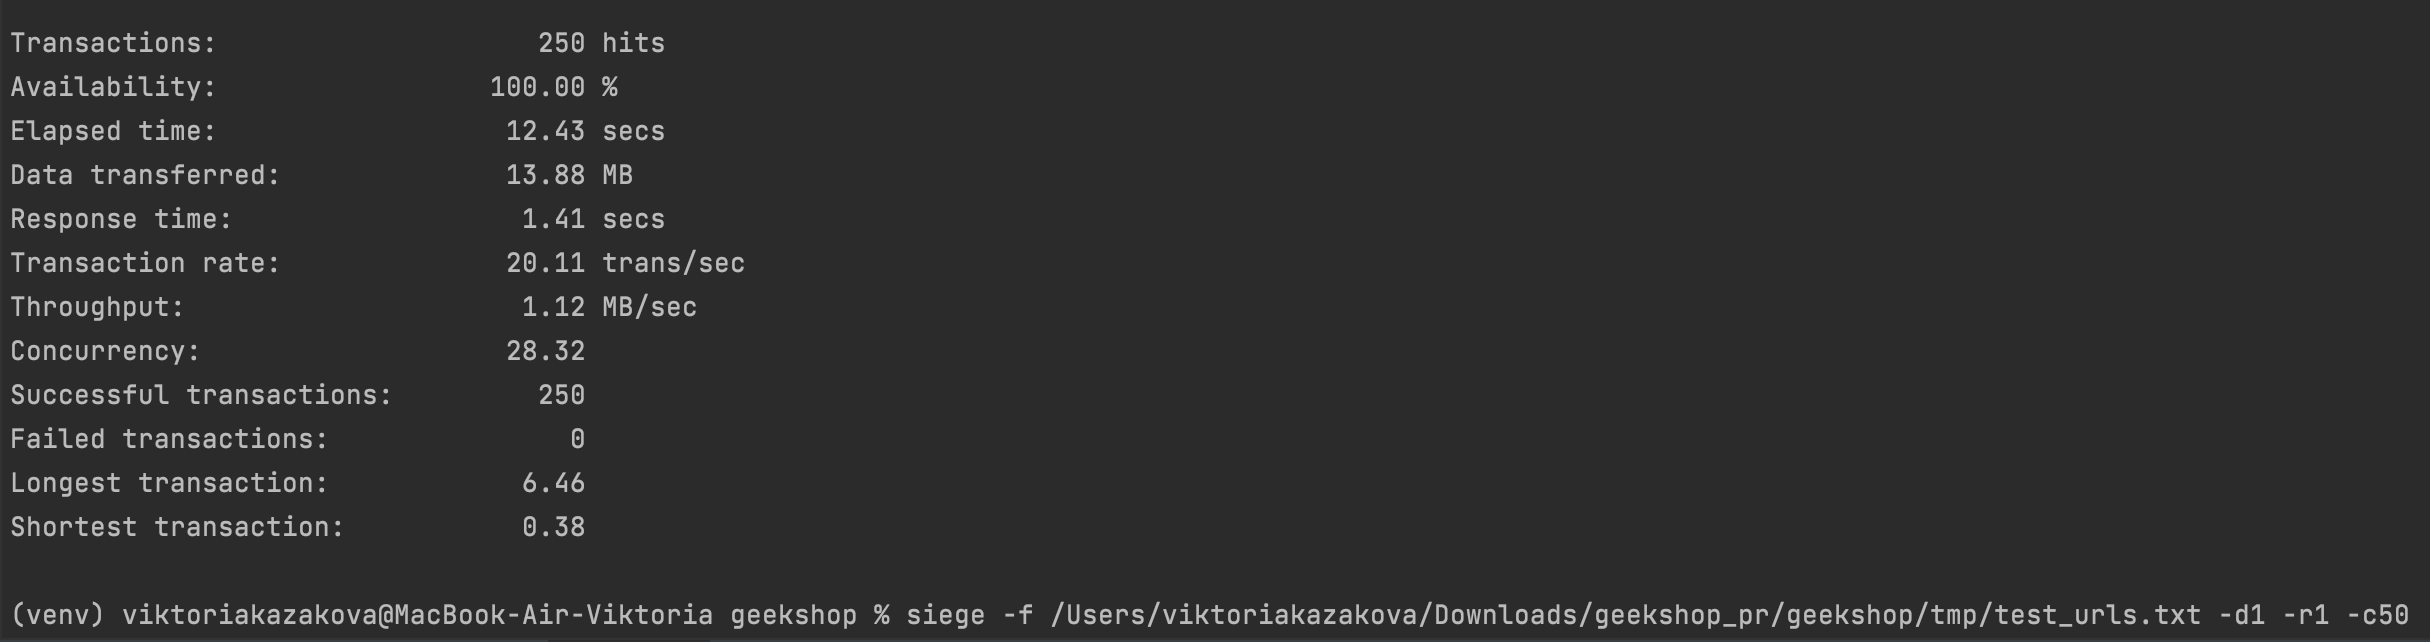 Transactions: 250 hits
Availability: 100.00 %
Elapsed time: 12.43 secs
Data transferred: 13.88 MB
Response time: 1.41 secs
Transaction rate: 20.11 trans/sec
Throughput: 1.12 MB/sec
Concurrency: 28.32
Successful transactions: 250
Failed transactions: 0
Longest transaction: 6.46
Shortest transaction: 0.38
(venv) viktoriakazakova@MacBook-Air-Viktoria geekshop % siege -f /Users/viktoriakazakova/Downloads/geekshop_pr/geekshop/tmp/test_urls.txt -d1 -r1 -c50